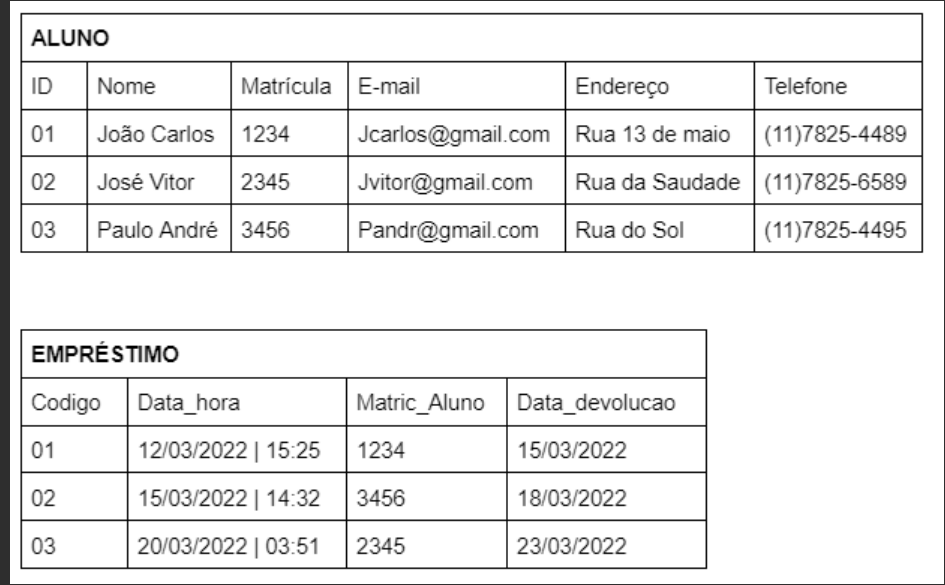 ALUNO
ID Nome Matrícula E-mail Endereço Telefone
01 João Carlos 1234 Jcarlos@gmail.com Rua 13 de maio (11)7825-4489
02 José Vitor 2345 Jvitor@gmail.com Rua da Saudade (11)7825-6589
03 Paulo André 3456 Pandr@gmail.com Rua do Sol (11)7825-4495
EMPRÉSTIMO
Codigo Data_hora Matric_Aluno Data_devolucao
01 12/03/2022 | 15:25 1234 15/03/2022
02 15/03/2022 | 14:32 3456 18/03/2022
03 20/03/2022 | 03:51 2345 23/03/2022